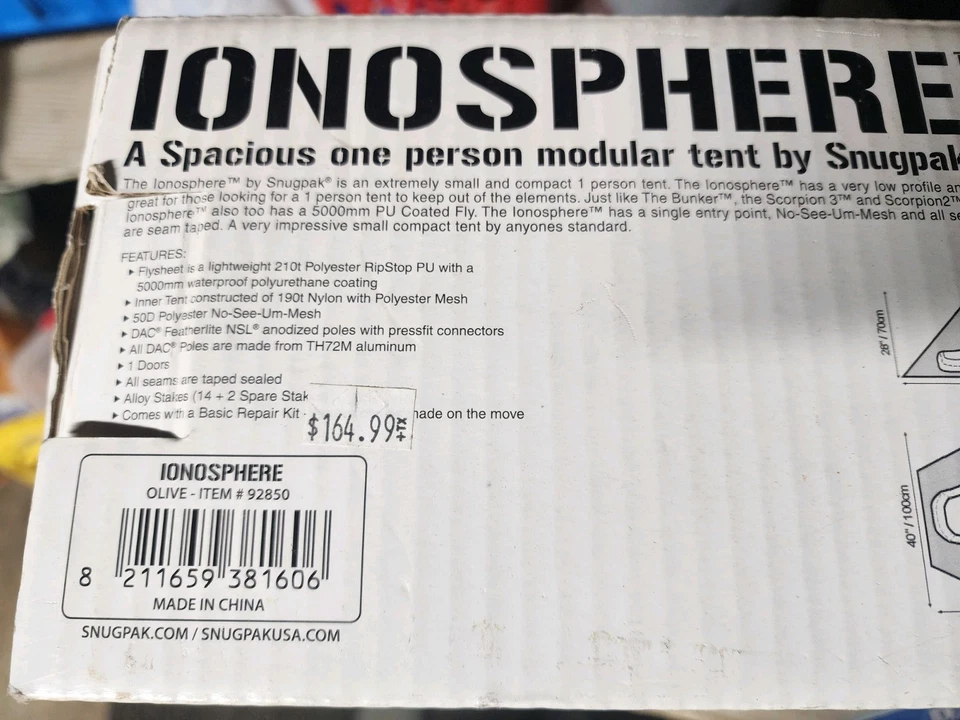 IONOSPHERE
A Spacious one person modular tent by Snugpak
The Ionosphere™ by Snugpak® is an extremely small and compact 1 person tent. The Ionosphere™ has a very low profile an
great for those looking for a 1 person tent to keep out of the elements. Just like The Bunker™, the Scorpion 3™ and Scorpion2™
Ionosphere™ also too has a 5000mm PU Coated Fly. The Ionosphere™ has a single entry point, No-See-Um-Mesh and all se
are seam taped. A very impressive small compact tent by anyones standard.
FEATURES:
▸ Flysheet is a lightweight 210t Polyester RipStop PU with a
5000mm waterproof polyurethane coating
▸ Inner Tent constructed of 190t Nylon with Polyester Mesh
▸ 50D Polyester No-See-Um-Mesh
▸ DAC® Featherlite NSL® anodized poles with pressfit connectors
▸ All DAC® Poles are made from TH72M aluminum
▸ 1 Doors
▸ All seams are taped sealed
▸ Alloy Stakes (14 + 2 Spare Stak
▸ Comes with a Basic Repair Kit - made on the move
$164.99+TX
28" / 70cm
40" / 100cm
IONOSPHERE
OLIVE - ITEM # 92850
8 211659 381606
MADE IN CHINA
SNUGPAK.COM / SNUGPAKUSA.COM